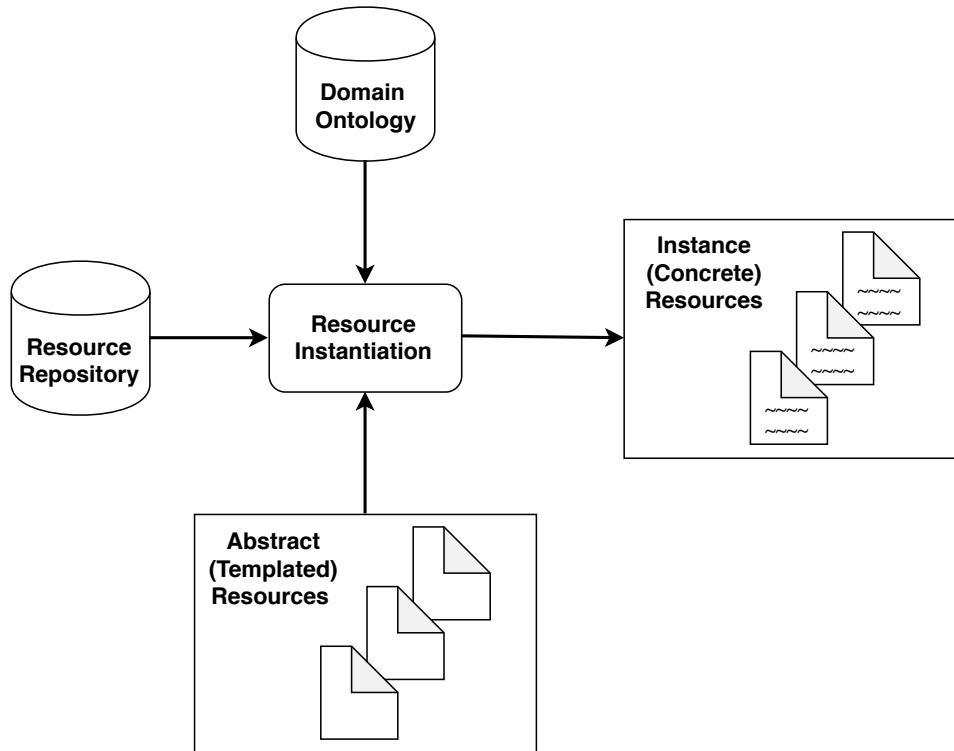 Domain
Ontology
Instance
(Concrete)
Resources
Resource
Repository
Resource
Instantiation
Abstract
(Templated)
Resources